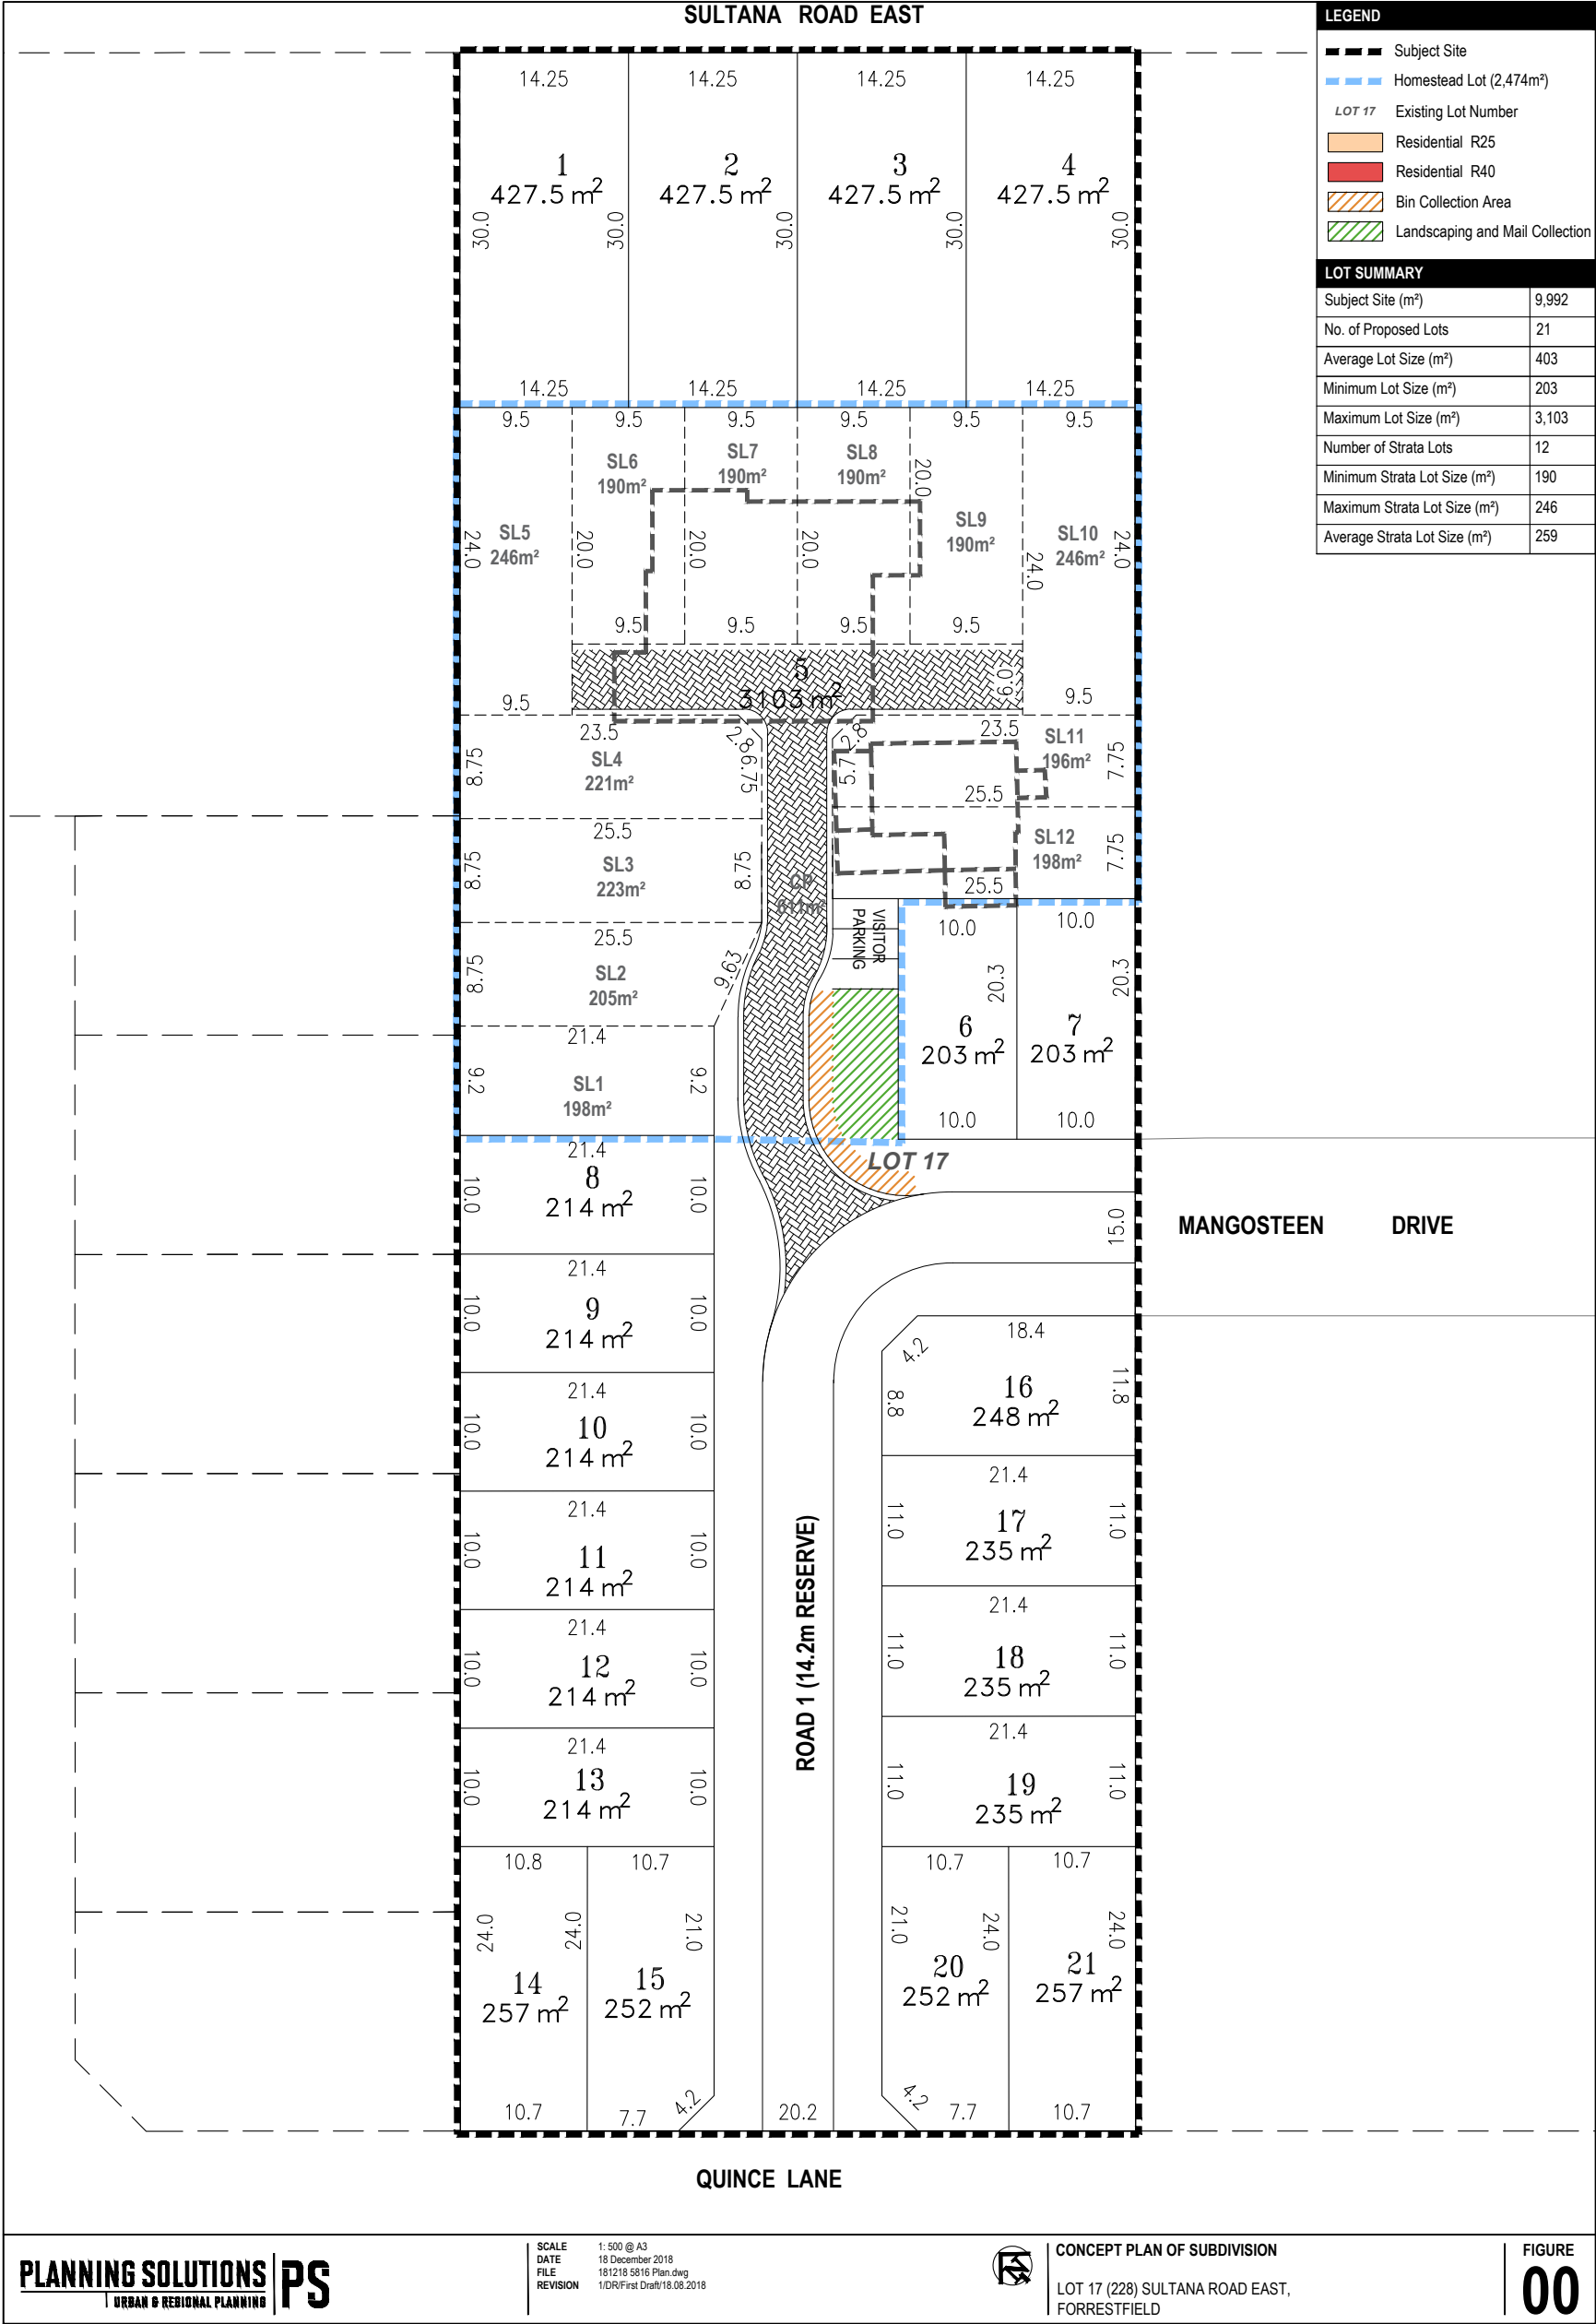 SULTANA ROAD EAST
LEGEND
Subject Site
Homestead Lot (2,474m²)
LOT 17 Existing Lot Number
Residential R25
Residential R40
Bin Collection Area
Landscaping and Mail Collection
LOT SUMMARY
Subject Site (m²) 9,992
No. of Proposed Lots 21
Average Lot Size (m²) 403
Minimum Lot Size (m²) 203
Maximum Lot Size (m²) 3,103
Number of Strata Lots 12
Minimum Strata Lot Size (m²) 190
Maximum Strata Lot Size (m²) 246
Average Strata Lot Size (m²) 259
14.25 14.25 14.25 14.25
1 2 3 4
427.5 m² 427.5 m² 427.5 m² 427.5 m²
30.0 30.0 30.0 30.0 30.0
14.25 14.25 14.25 14.25
9.5 9.5 9.5 9.5 9.5 9.5
SL6 SL7 SL8
190m² 190m² 190m²
20.0
SL5 SL9 SL10
246m² 190m² 246m²
24.0 20.0 20.0 20.0 24.0 24.0
9.5 9.5 9.5 9.5
5
3103 m²
6.0
9.5 9.5
23.5 2.8 2.8 23.5
SL4 SL11
221m² 196m²
8.75 6.75 5.7 7.75
25.5 25.5
SL3 SL12
223m² 198m²
8.75 8.75 7.75
CP
611m²
25.5 25.5
VISITOR
PARKING
SL2
205m²
8.75 9.63
10.0 10.0
20.3 20.3
6 7
203 m² 203 m²
10.0 10.0
21.4
SL1
198m²
9.2 9.2
LOT 17
21.4
8
214 m²
10.0 10.0
15.0
MANGOSTEEN DRIVE
21.4
9
214 m²
10.0 10.0
18.4
4.2
16
248 m²
8.8 11.8
21.4
10
214 m²
10.0 10.0
21.4
17
235 m²
11.0 11.0
21.4
11
214 m²
10.0 10.0
ROAD 1 (14.2m RESERVE)
21.4
18
235 m²
11.0 11.0
21.4
12
214 m²
10.0 10.0
21.4
19
235 m²
11.0 11.0
21.4
13
214 m²
10.0 10.0
10.8 10.7 10.7 10.7
24.0 24.0 21.0 21.0 24.0 24.0
14 15 20 21
257 m² 252 m² 252 m² 257 m²
4.2 4.2
10.7 7.7 20.2 7.7 10.7
QUINCE LANE
PLANNING SOLUTIONS PS
URBAN & REGIONAL PLANNING
SCALE 1: 500 @ A3
DATE 18 December 2018
FILE 181218 5816 Plan.dwg
REVISION 1/DR/First Draft/18.08.2018
CONCEPT PLAN OF SUBDIVISION
LOT 17 (228) SULTANA ROAD EAST,
FORRESTFIELD
FIGURE
00